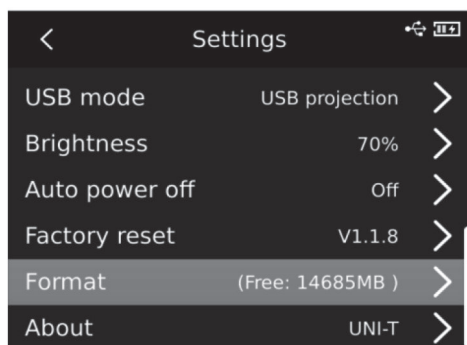 Settings
USB mode USB projection
Brightness 70%
Auto power off Off
Factory reset V1.1.8
Format (Free: 14685MB )
About UNI-T